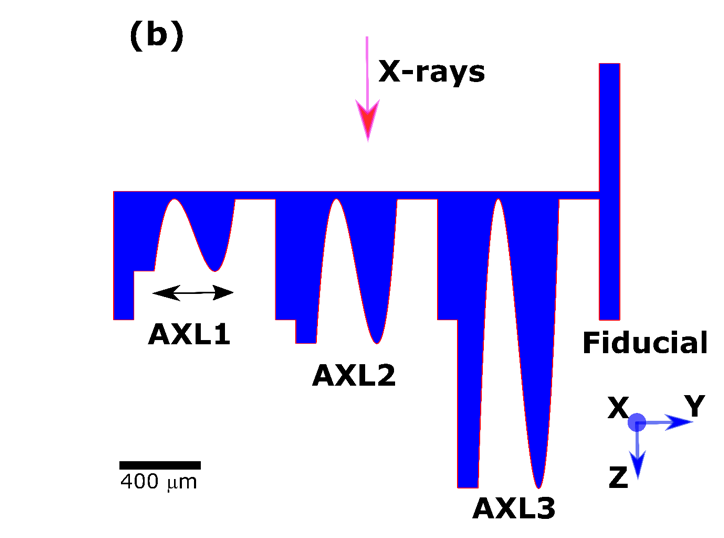 (b)
X-rays
AXL1
AXL2
AXL3
Fiducial
X
Y
Z
400 μm